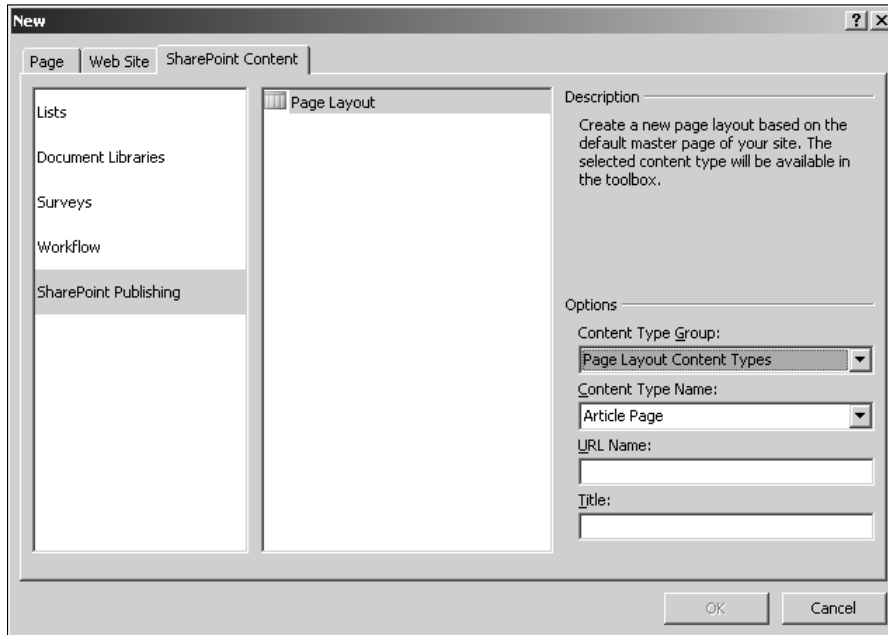 New
Page
Web Site
SharePoint Content
Lists
Document Libraries
Surveys
Workflow
SharePoint Publishing
Page Layout
Description
Create a new page layout based on the
default master page of your site. The
selected content type will be available in
the toolbox.
Options
Content Type Group:
Page Layout Content Types
Content Type Name:
Article Page
URL Name:
Title:
OK
Cancel